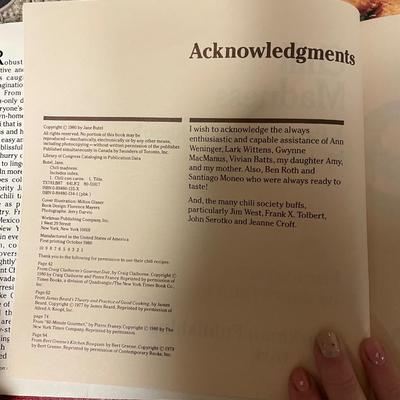 Acknowledgments
Copyright © 1980 by Jane Butel
All rights reserved. No portion of this book may be
reproduced—mechanically, electronically or by any other means,
including photocopying—without written permission of the publisher.
Published simultaneously in Canada by Saunders of Toronto, Inc.
Library of Congress Cataloging in Publication Data
Butel, Jane.
Chili madness.
Includes index.
1. Chili con carne. I. Title.
Cover Illustration: Milton Glaser
Book Design: Florence Mayers
Photographs: Jerry Darvin
Workman Publishing Company, Inc.
1 West 39 Street
New York, New York 10018
Manufactured in the United States of America
First printing October 1980
10 9 8 7 6 5 4 3 2 1
Thank you to the following for permission to use their chili recipes:
Page 42
From Craig Claiborne's Gourmet Diet, by Craig Claiborne. Copyright ©
1980 by Craig Claiborne and Pierre Franey. Reprinted by permission of
Times Books, a division of Quadrangle/The New York Times Book Co.
Page 62
From James Beard's Theory and Practice of Good Cooking, by James
Beard. Copyright © 1977 by James Beard. Reprinted by permission of
Alfred A. Knopf, Inc.
page 74
From "60-Minute Gourmet," by Pierre Franey. Copyright © 1980 by The
New York Times Company. Reprinted by permission.
Page 84
From Bert Greene's Kitchen Bouquets by Bert Greene. Copyright © 1979
by Bert Greene. Reprinted by permission of Contemporary Books, Inc.
I wish to acknowledge the always
enthusiastic and capable assistance of Ann
Weninger, Lark Wittens, Gwynne
MacManus, Vivian Batts, my daughter Amy,
and my mother. Also, Ben Roth and
Santiago Moneo who were always ready to
taste!
And, the many chili society buffs,
particularly Jim West, Frank X. Tolbert,
John Serotko and Jeanne Croft.